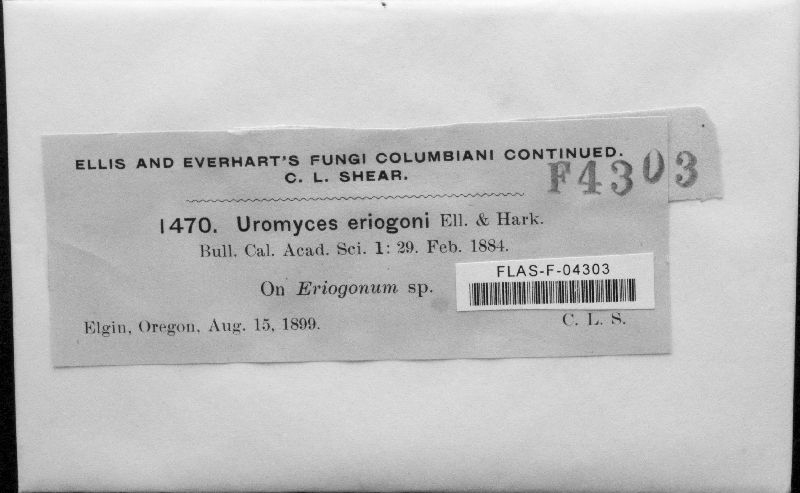 ELLIS AND EVERHART'S FUNGI COLUMBIANI CONTINUED.
C. L. SHEAR.
F4303
1470. Uromyces eriogoni Ell. & Hark.
Bull. Cal. Acad. Sci. 1: 29. Feb. 1884.
FLAS-F-04303
On Eriogonum sp.
Elgin, Oregon, Aug. 15, 1899.
C. L. S.